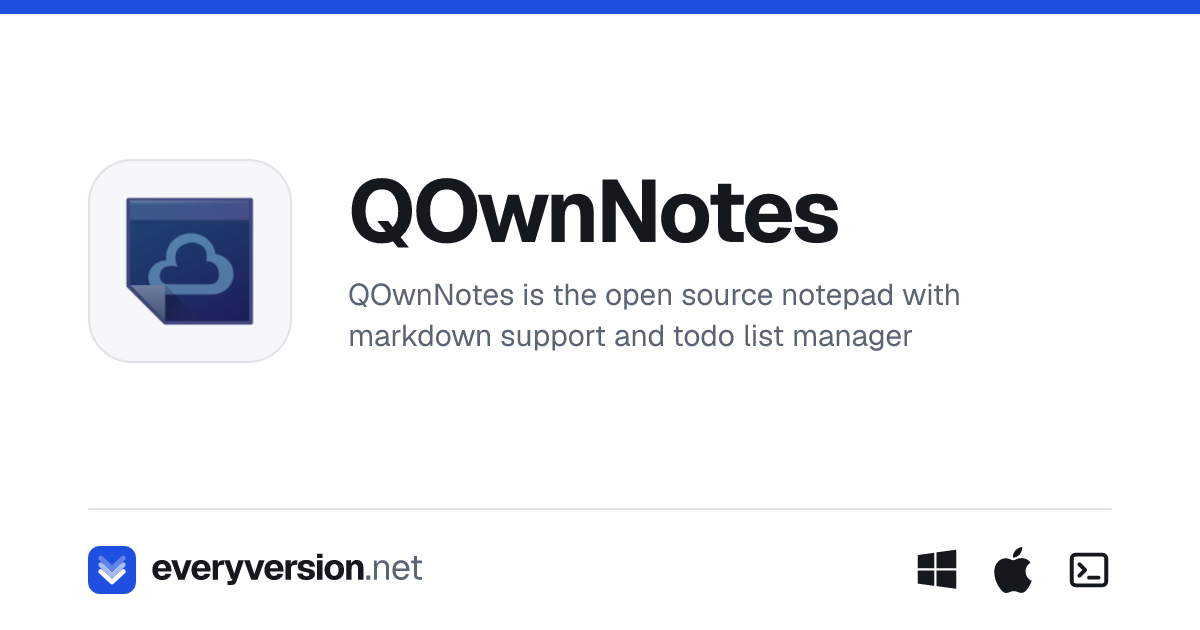 QOwnNotes
QOwnNotes is the open source notepad with
markdown support and todo list manager
everyversion.net